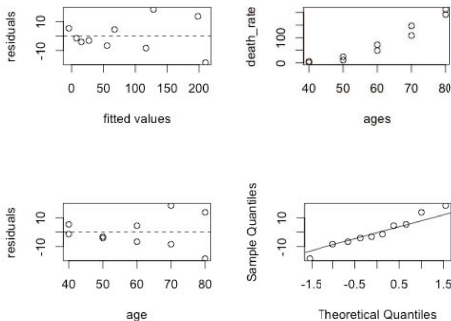 residuals
-10 10
0 50 100 150 200
fitted values
death_rate
0 100
40 50 60 70 80
ages
residuals
-10 10
40 50 60 70 80
age
Sample Quantiles
-10 10
-1.5 -0.5 0.5 1.5
Theoretical Quantiles